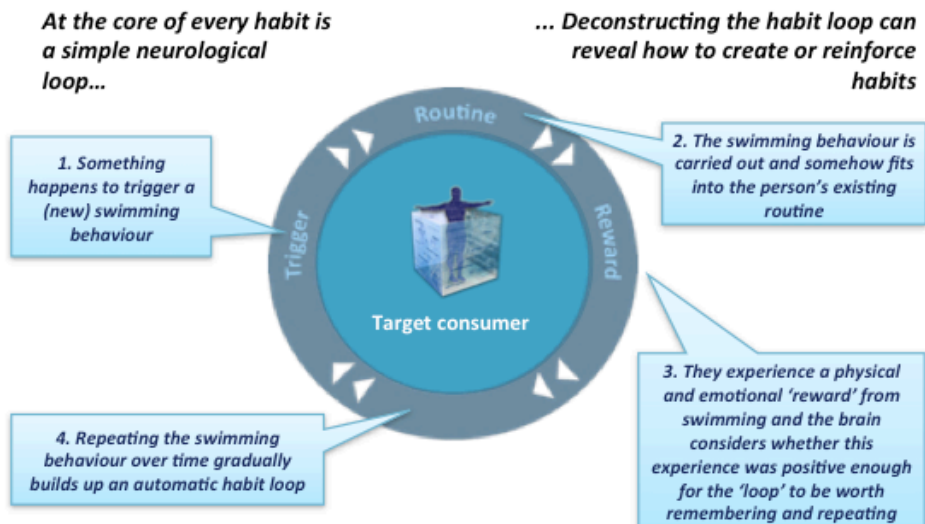 At the core of every habit is
a simple neurological
loop...
... Deconstructing the habit loop can
reveal how to create or reinforce
habits
Routine
1. Something
happens to trigger a
(new) swimming
behaviour
2. The swimming behaviour is
carried out and somehow fits
into the person's existing
routine
Trigger
Reward
Target consumer
3. They experience a physical
and emotional 'reward' from
swimming and the brain
considers whether this
experience was positive enough
for the 'loop' to be worth
remembering and repeating
4. Repeating the swimming
behaviour over time gradually
builds up an automatic habit loop